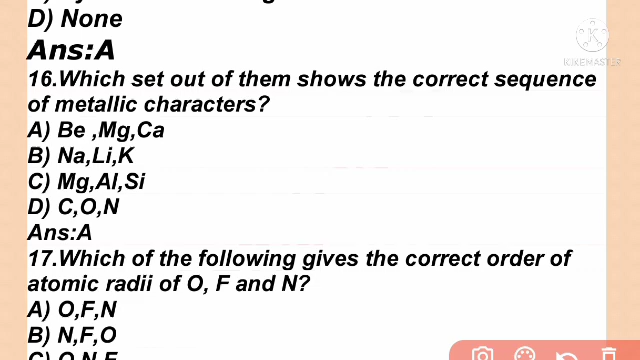 D) None
Ans:A
16.Which set out of them shows the correct sequence
of metallic characters?
A) Be ,Mg,Ca
B) Na,Li,K
C) Mg,Al,Si
D) C,O,N
Ans:A
17.Which of the following gives the correct order of
atomic radii of O, F and N?
A) O,F,N
B) N,F,O
C) O,N,F
KINEMASTER